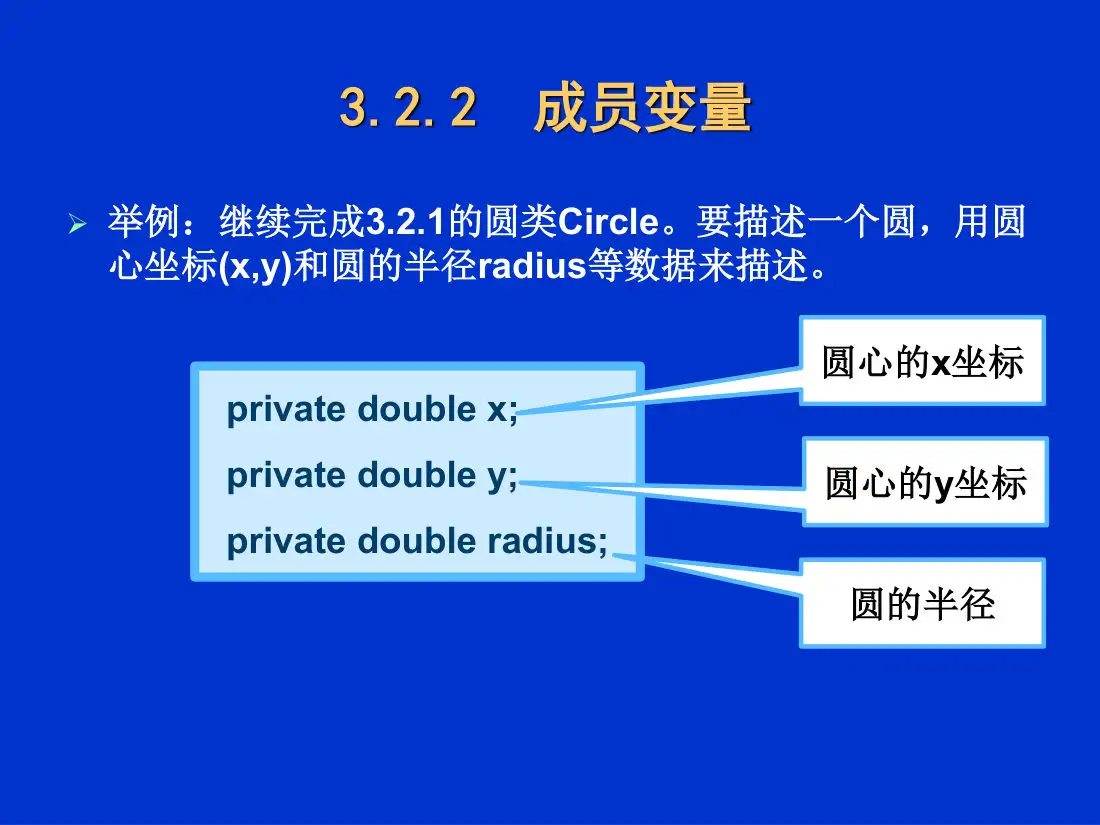 3.2.2 成员变量
举例：继续完成3.2.1的圆类Circle。要描述一个圆，用圆
心坐标(x,y)和圆的半径radius等数据来描述。
圆心的x坐标
private double x;
private double y;
圆心的y坐标
private double radius;
圆的半径